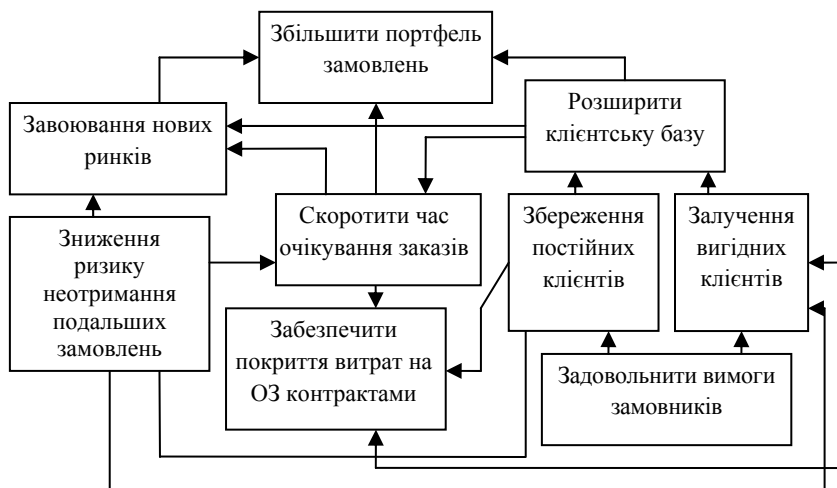 Збільшити портфель
замовлень
Розширити
клієнтську базу
Завоювання нових
ринків
Скоротити час
очікування заказів
Збереження
постійних
клієнтів
Залучення
вигідних
клієнтів
Зниження
ризику
неотримання
подальших
замовлень
Забезпечити
покриття витрат на
ОЗ контрактами
Задовольнити вимоги
замовників